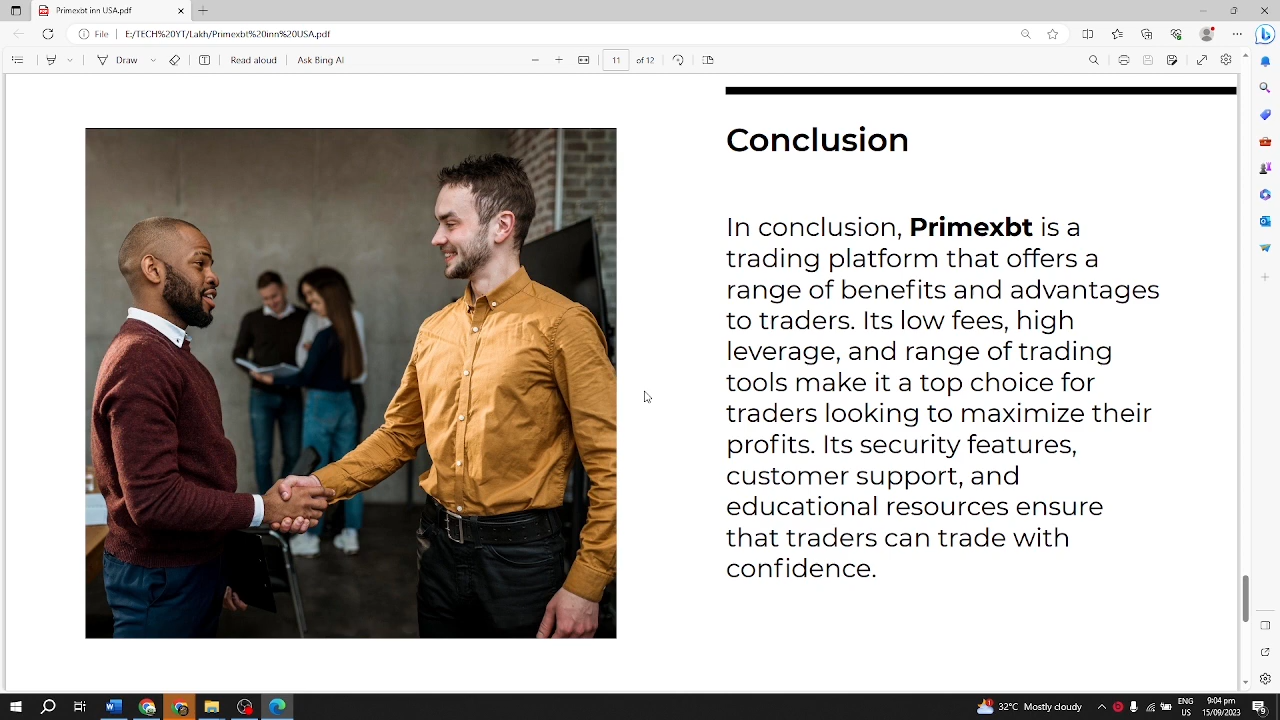 Primexbt inn USA.pdf
File
E:/TECH%20YT/Lakh/Primexbt%20inn%20USA.pdf
Draw
Read aloud
Ask Bing AI
11
of 12
Conclusion
In conclusion, Primexbt is a
trading platform that offers a
range of benefits and advantages
to traders. Its low fees, high
leverage, and range of trading
tools make it a top choice for
traders looking to maximize their
profits. Its security features,
customer support, and
educational resources ensure
that traders can trade with
confidence.
32°C Mostly cloudy
ENG
US
9:04 pm
15/09/2023